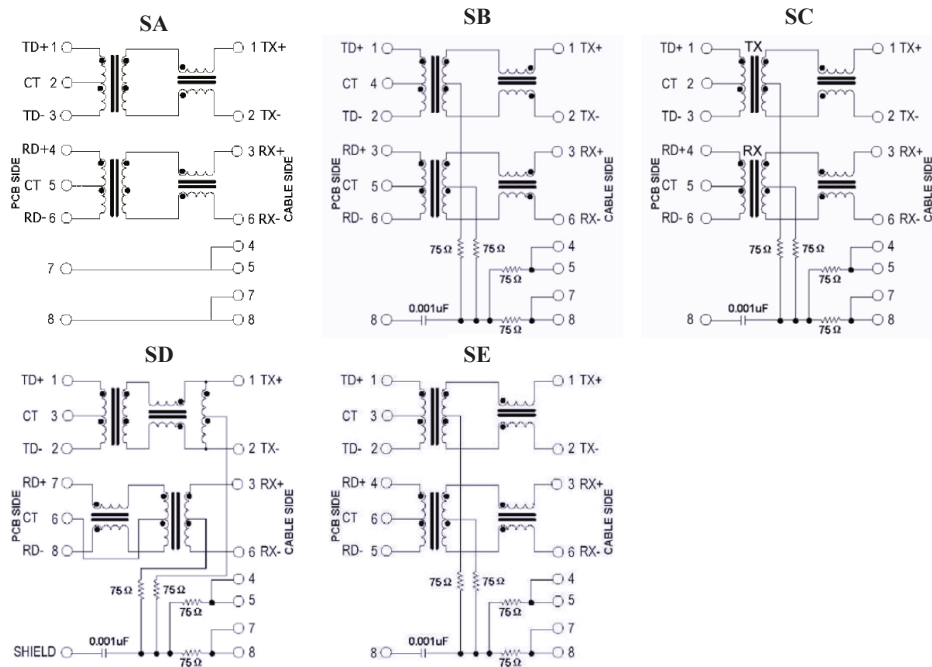 SA
TD+ 1
CT 2
TD- 3
RD+4
CT 5
RD- 6
7
8
PCB SIDE
1 TX+
2 TX-
3 RX+
6 RX-
4
5
7
8
CABLE SIDE
SB
TD+ 1
CT 4
TD- 2
RD+ 3
CT 5
RD- 6
8
PCB SIDE
0.001uF
75Ω
75Ω
75Ω
75Ω
1 TX+
2 TX-
3 RX+
6 RX-
4
5
7
8
CABLE SIDE
SC
TD+ 1
CT 2
TD- 3
RD+4
CT 5
RD- 6
8
PCB SIDE
TX
RX
0.001uF
75Ω
75Ω
75Ω
75Ω
1 TX+
2 TX-
3 RX+
6 RX-
4
5
7
8
CABLE SIDE
SD
TD+ 1
CT 3
TD- 2
RD+ 7
CT 6
RD- 8
SHIELD
PCB SIDE
0.001uF
75Ω
75Ω
75Ω
75Ω
1 TX+
2 TX-
3 RX+
6 RX-
4
5
7
8
CABLE SIDE
SE
TD+ 1
CT 3
TD- 2
RD+ 4
CT 6
RD- 5
8
PCB SIDE
0.001uF
75Ω
75Ω
75Ω
75Ω
1 TX+
2 TX-
3 RX+
6 RX-
4
5
7
8
CABLE SIDE